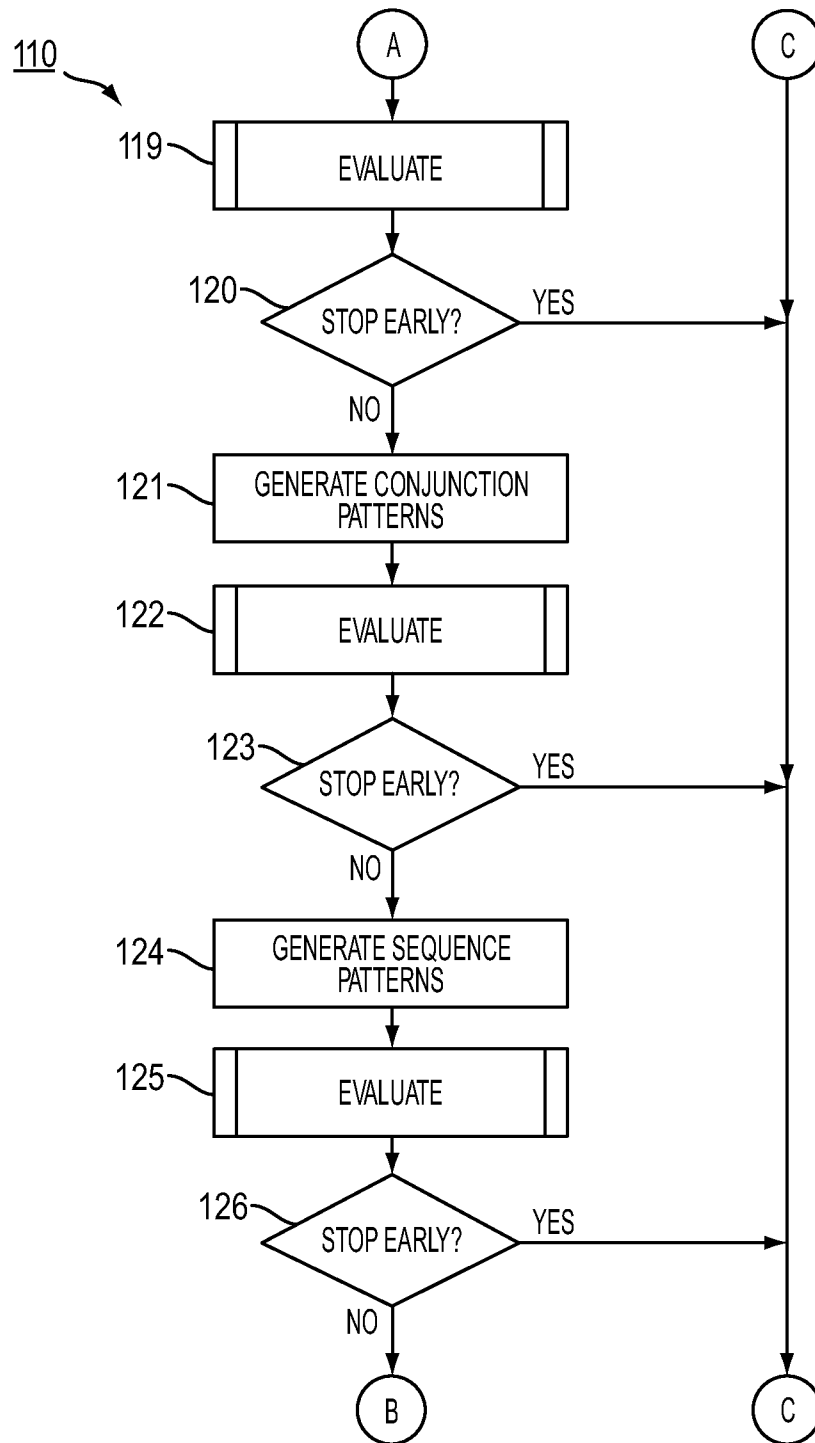 110
A
C
119
EVALUATE
120
STOP EARLY?
YES
NO
121
GENERATE CONJUNCTION
PATTERNS
122
EVALUATE
123
STOP EARLY?
YES
NO
124
GENERATE SEQUENCE
PATTERNS
125
EVALUATE
126
STOP EARLY?
YES
NO
B
C